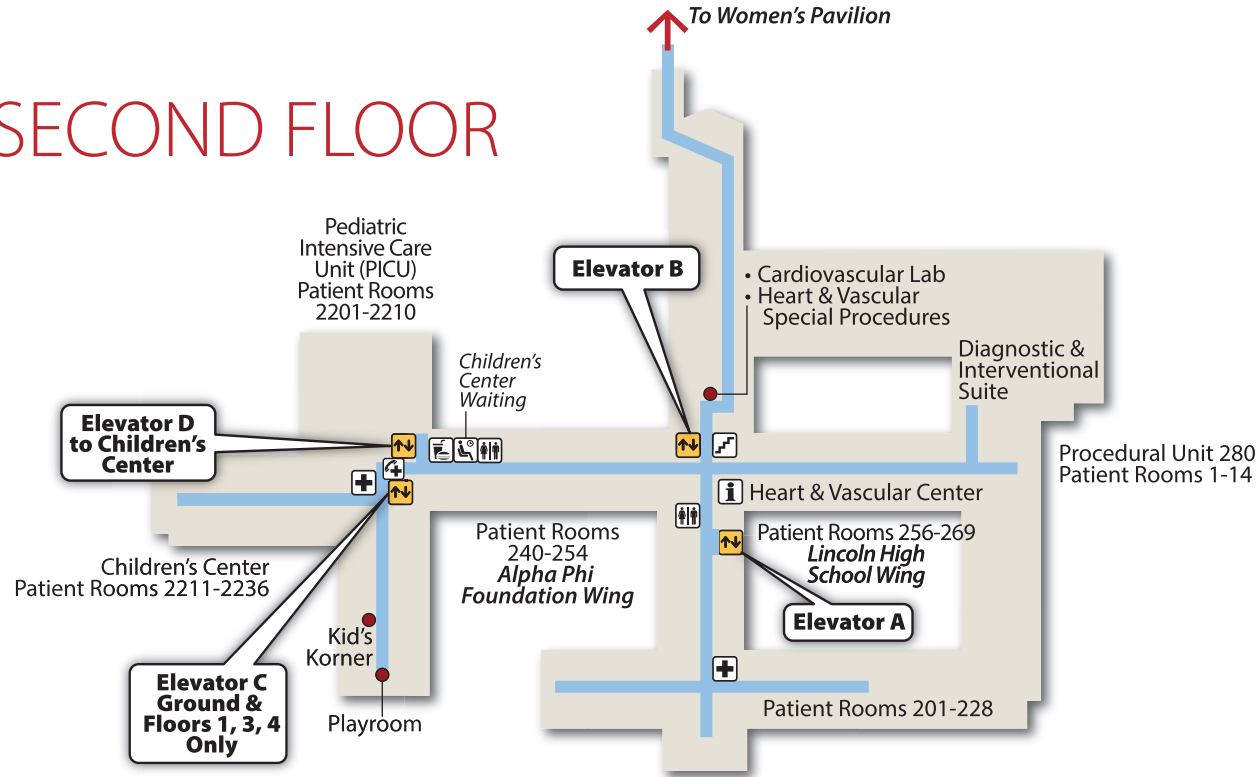 To Women's Pavilion
SECOND FLOOR
Pediatric
Intensive Care
Unit (PICU)
Patient Rooms
2201-2210
Elevator B
• Cardiovascular Lab
• Heart & Vascular
Special Procedures
Children's
Center
Waiting
Diagnostic &
Interventional
Suite
Elevator D
to Children's
Center
Procedural Unit 280
Patient Rooms 1-14
i Heart & Vascular Center
Patient Rooms
240-254
Alpha Phi
Foundation Wing
Patient Rooms 256-269
Lincoln High
School Wing
Children's Center
Patient Rooms 2211-2236
Elevator A
Kid's
Korner
Elevator C
Ground &
Floors 1, 3, 4
Only
Playroom
Patient Rooms 201-228